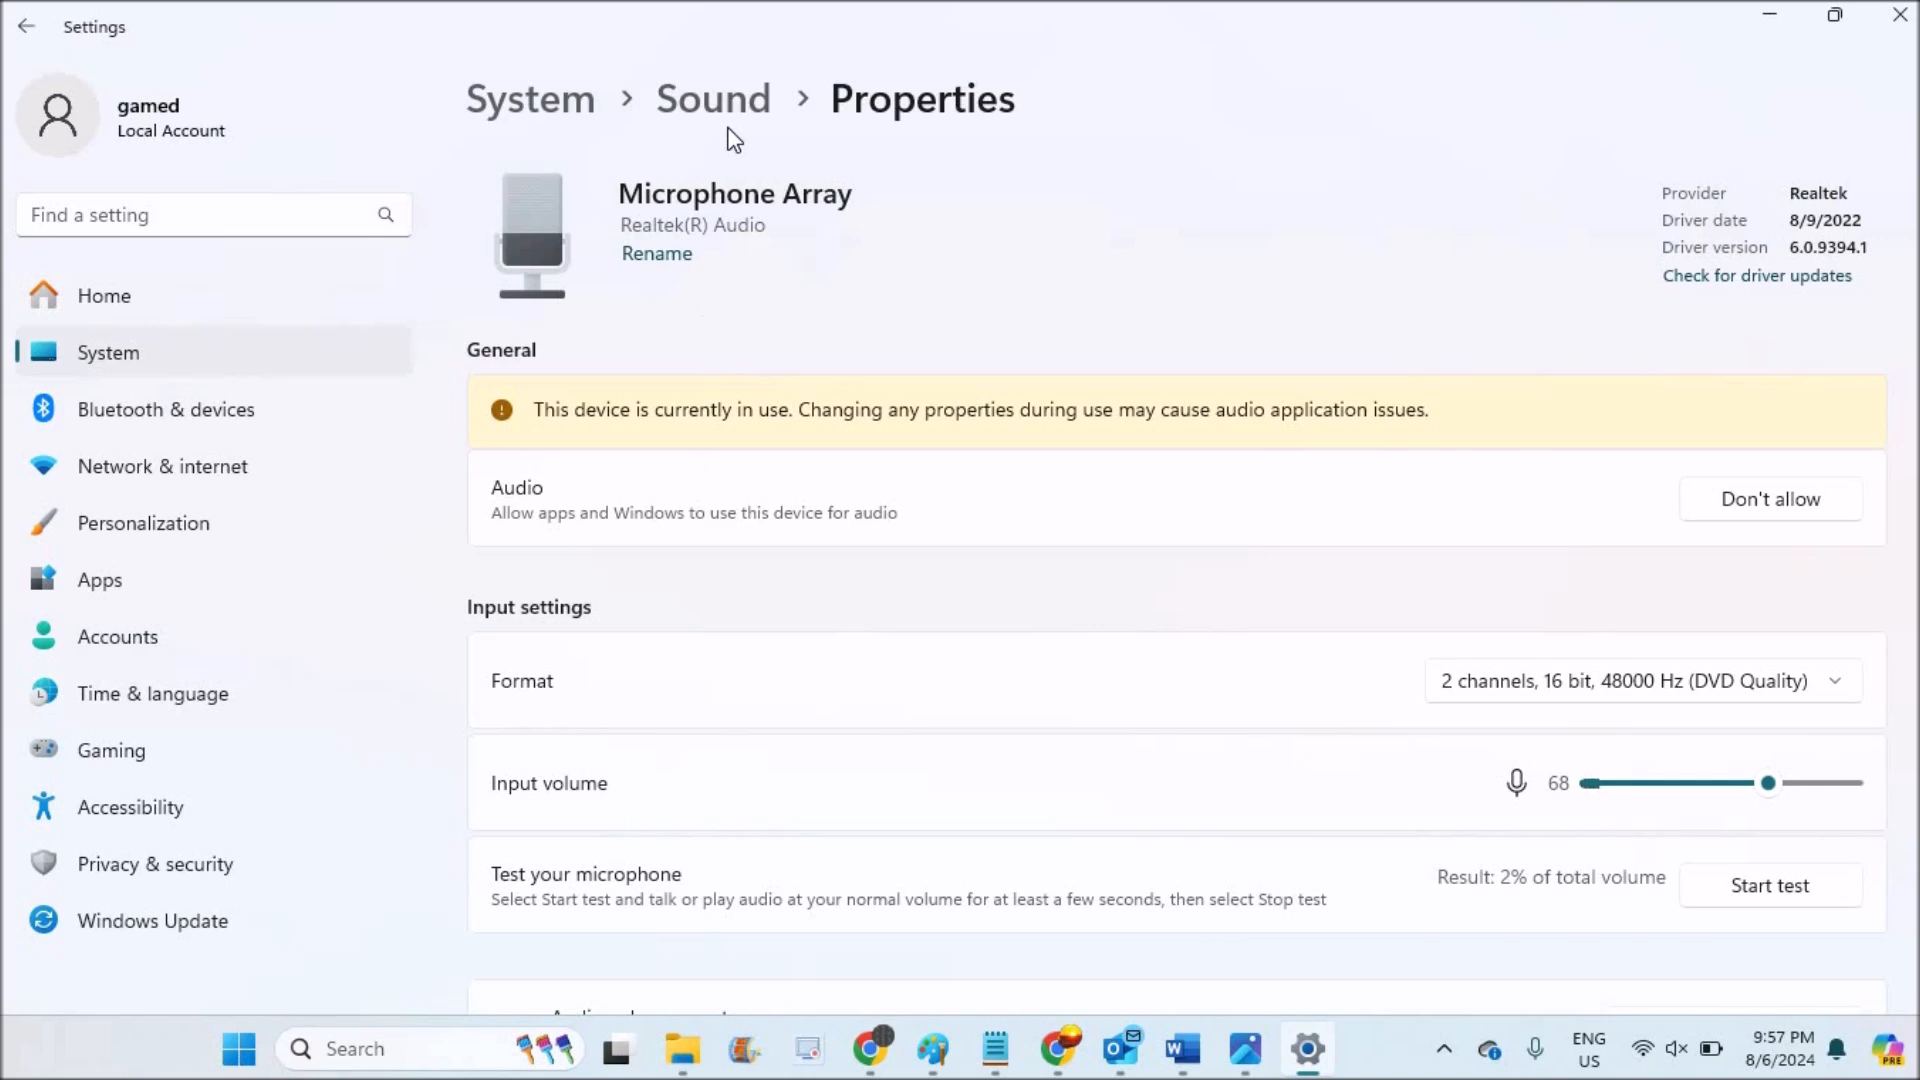 Settings
gamed
Local Account
Find a setting
Home
System
Bluetooth & devices
Network & internet
Personalization
Apps
Accounts
Time & language
Gaming
Accessibility
Privacy & security
Windows Update
System > Sound > Properties
Microphone Array
Realtek(R) Audio
Rename
Provider Realtek
Driver date 8/9/2022
Driver version 6.0.9394.1
Check for driver updates
General
This device is currently in use. Changing any properties during use may cause audio application issues.
Audio
Allow apps and Windows to use this device for audio
Don't allow
Input settings
Format
2 channels, 16 bit, 48000 Hz (DVD Quality)
Input volume
68
Test your microphone
Select Start test and talk or play audio at your normal volume for at least a few seconds, then select Stop test
Result: 2% of total volume
Start test
Search
ENG
US
9:57 PM
8/6/2024
PRE